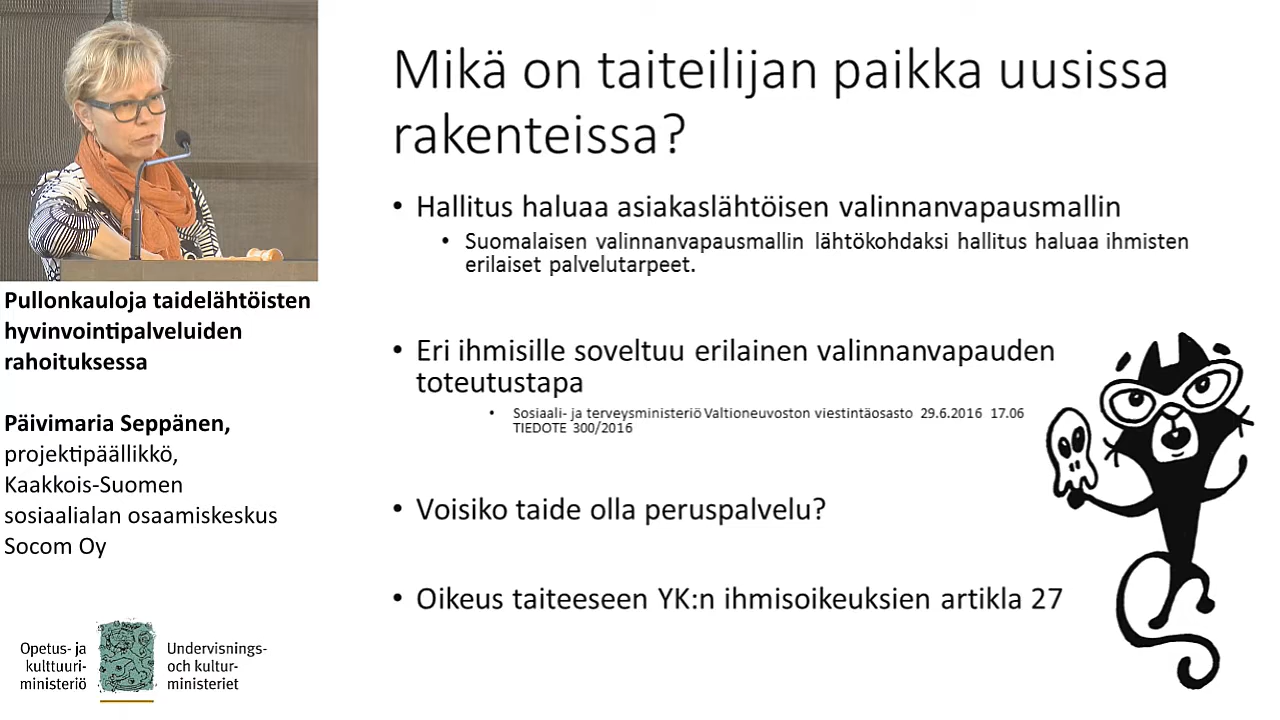 Mikä on taiteilijan paikka uusissa
rakenteissa?
• Hallitus haluaa asiakaslähtöisen valinnanvapausmallin
• Suomalaisen valinnanvapausmallin lähtökohdaksi hallitus haluaa ihmisten
erilaiset palvelutarpeet.
• Eri ihmisille soveltuu erilainen valinnanvapauden
toteutustapa
• Sosiaali- ja terveysministeriö Valtioneuvoston viestintäosasto 29.6.2016 17.06
TIEDOTE 300/2016
• Voisiko taide olla peruspalvelu?
• Oikeus taiteeseen YK:n ihmisoikeuksien artikla 27
Pullonkauloja taidelähtöisten
hyvinvointipalveluiden
rahoituksessa
Päivimaria Seppänen,
projektipäällikkö,
Kaakkois-Suomen
sosiaalialan osaamiskeskus
Socom Oy
Opetus- ja
kulttuuri-
ministeriö
Undervisnings-
och kultur-
ministeriet